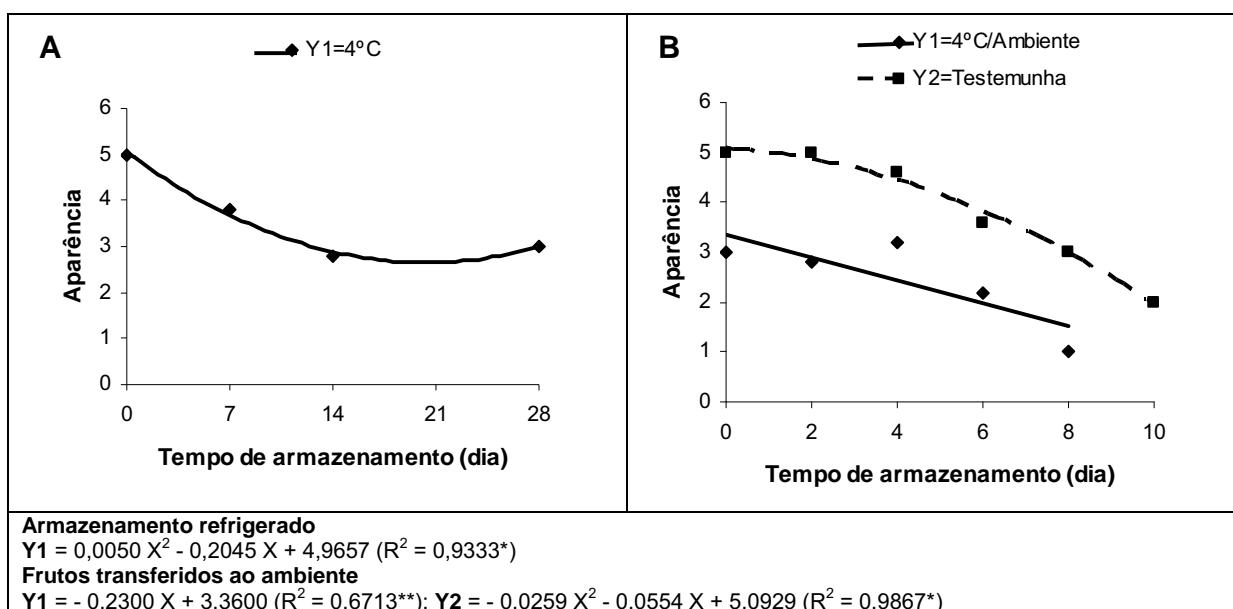 A
Y1=4ºC
Aparência
6
5
4
3
2
1
0
0 7 14 21 28
Tempo de armazenamento (dia)
B
Y1=4ºC/Ambiente
Y2=Testemunha
Aparência
6
5
4
3
2
1
0
0 2 4 6 8 10
Tempo de armazenamento (dia)
Armazenamento refrigerado
Y1 = 0,0050 X² - 0,2045 X + 4,9657 (R² = 0,9333*)
Frutos transferidos ao ambiente
Y1 = - 0,2300 X + 3,3600 (R² = 0,6713**); Y2 = - 0,0259 X² - 0,0554 X + 5,0929 (R² = 0,9867*)